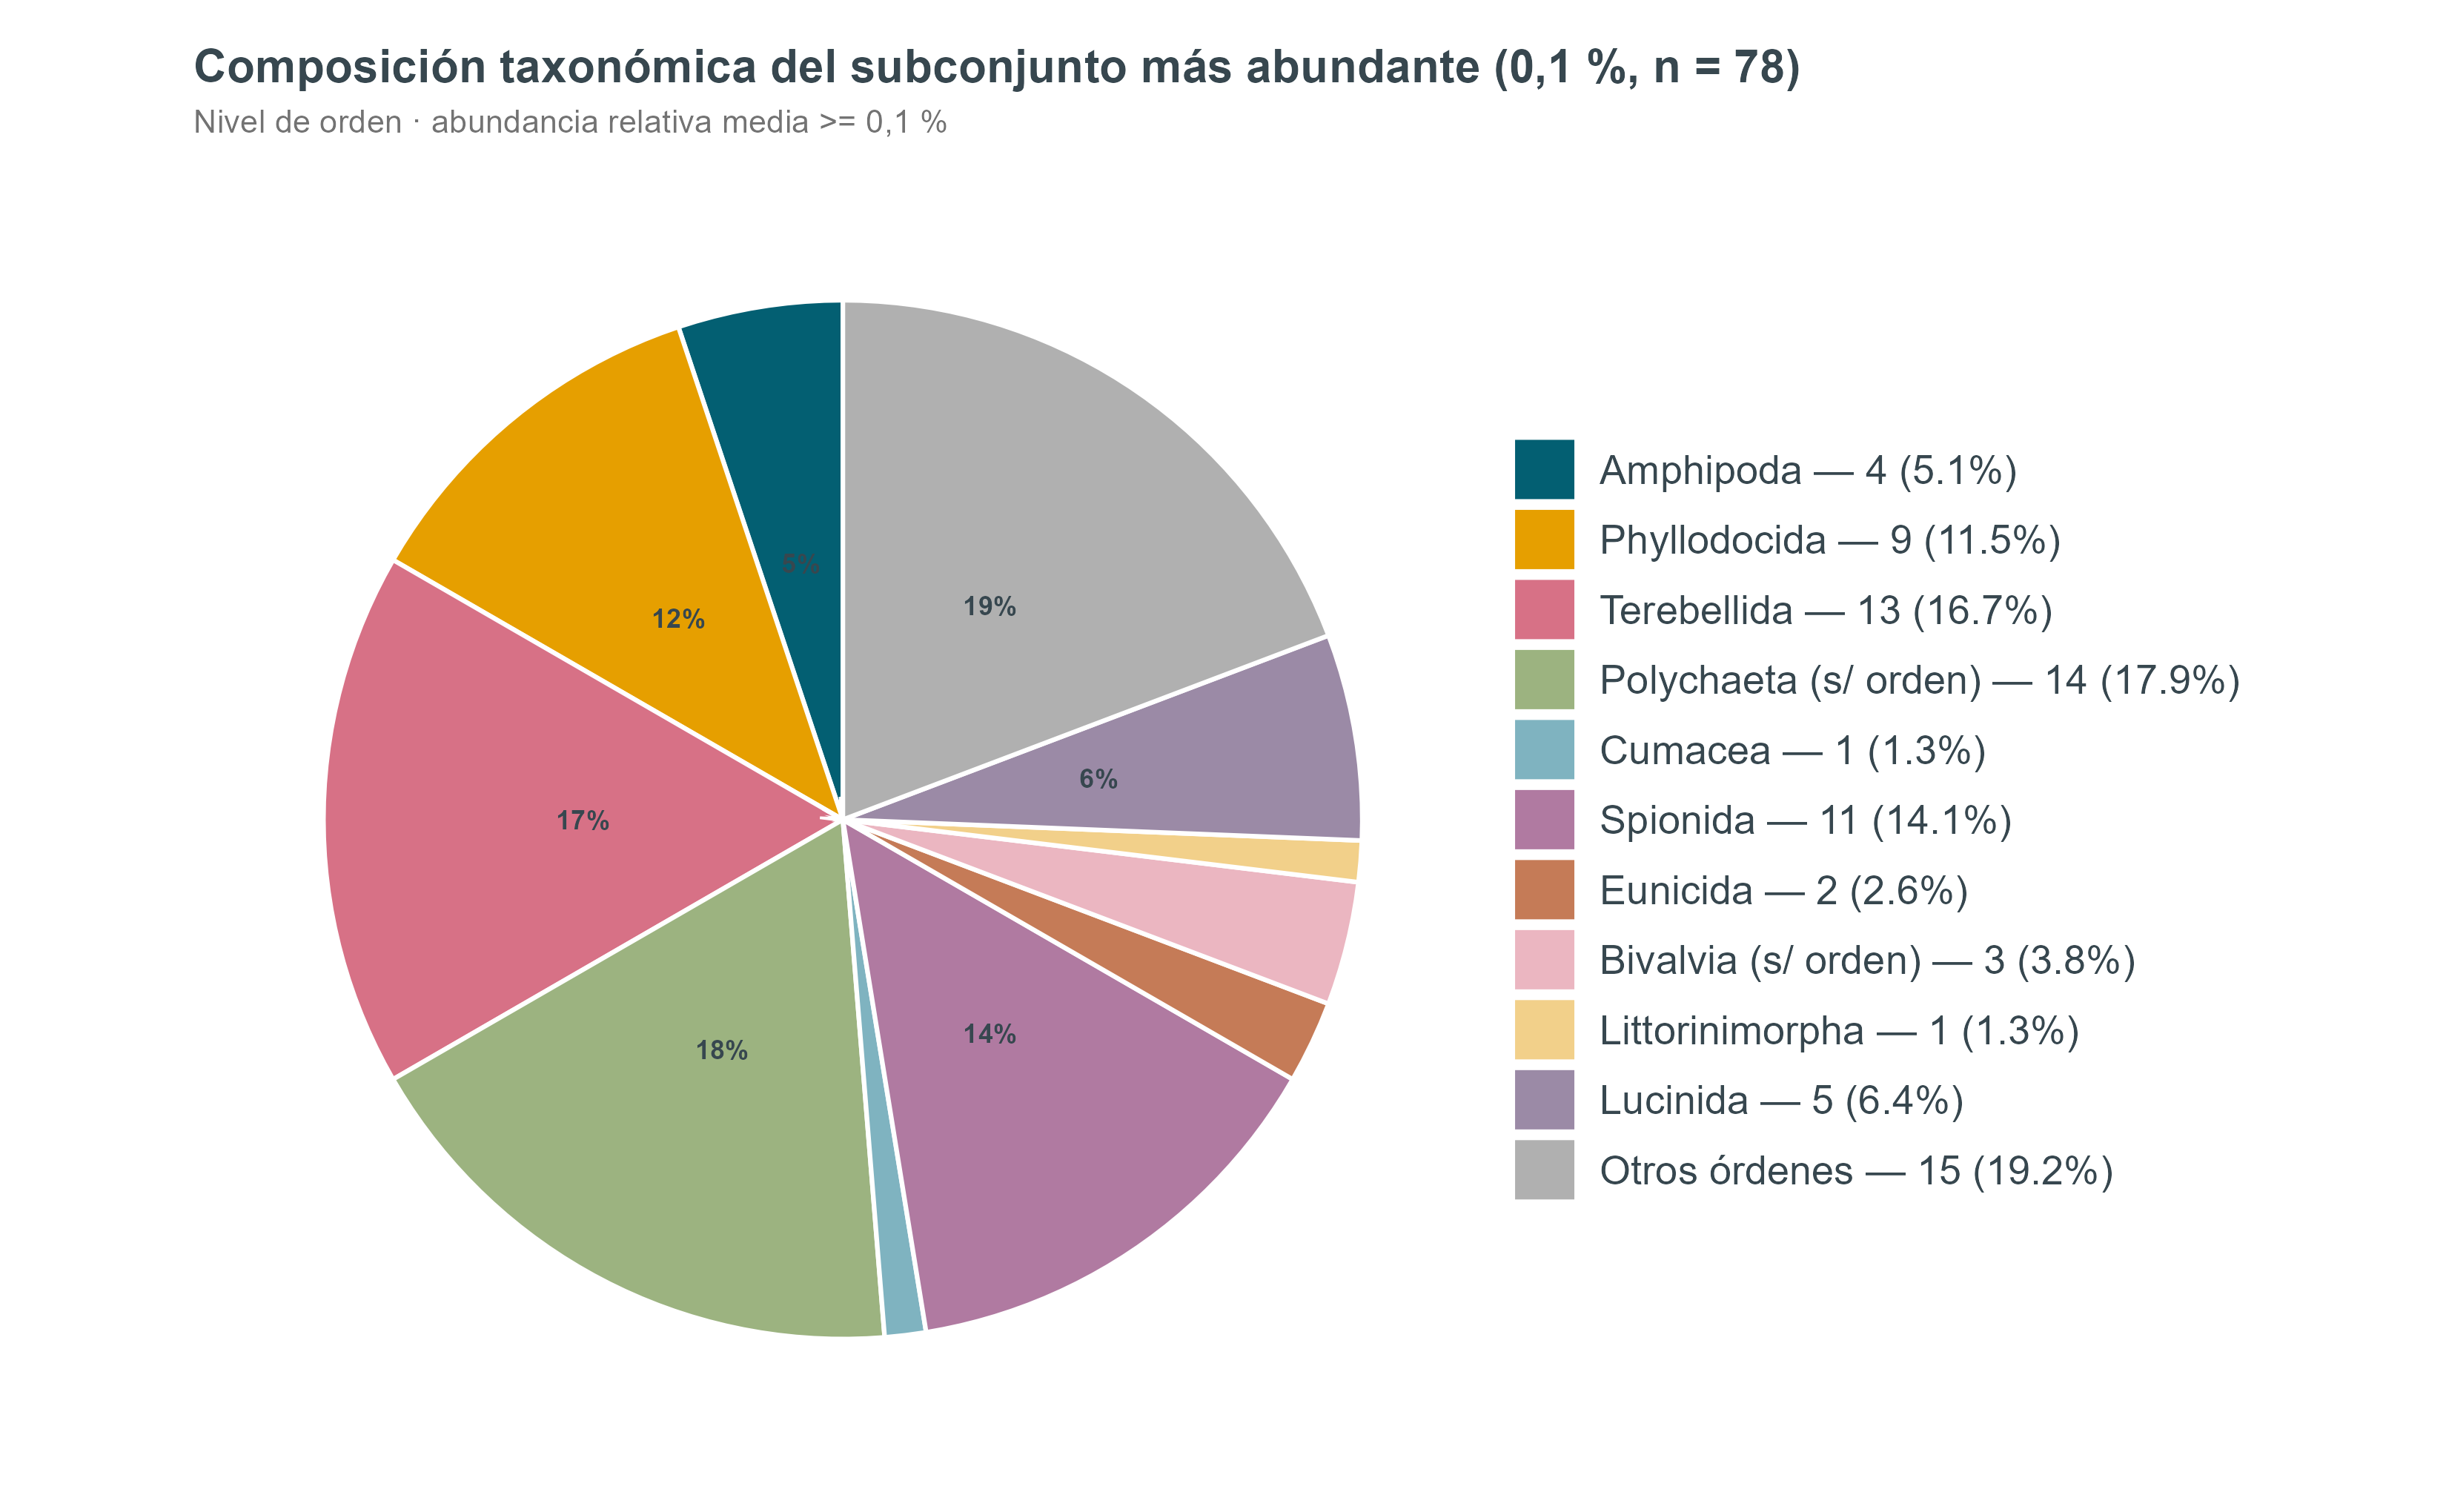 Composición taxonómica del subconjunto más abundante (0,1 %, n = 78)
Nivel de orden · abundancia relativa media >= 0,1 %
5%
19%
12%
6%
17%
14%
18%
Amphipoda — 4 (5.1%)
Phyllodocida — 9 (11.5%)
Terebellida — 13 (16.7%)
Polychaeta (s/ orden) — 14 (17.9%)
Cumacea — 1 (1.3%)
Spionida — 11 (14.1%)
Eunicida — 2 (2.6%)
Bivalvia (s/ orden) — 3 (3.8%)
Littorinimorpha — 1 (1.3%)
Lucinida — 5 (6.4%)
Otros órdenes — 15 (19.2%)